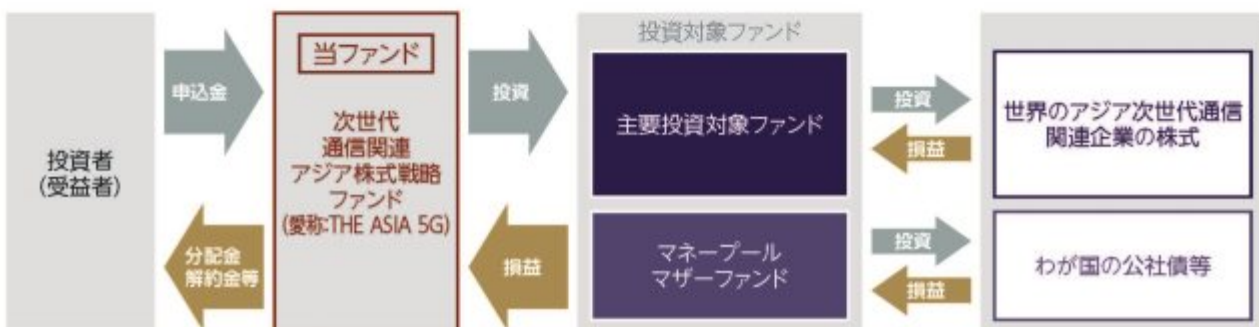 投資者
(受益者)
申込金
分配金
解約金等
当ファンド
次世代
通信関連
アジア株式戦略
ファンド
(愛称:THE ASIA 5G)
投資
損益
投資対象ファンド
主要投資対象ファンド
マネープール
マザーファンド
投資
損益
投資
損益
世界のアジア次世代通信
関連企業の株式
わが国の公社債等